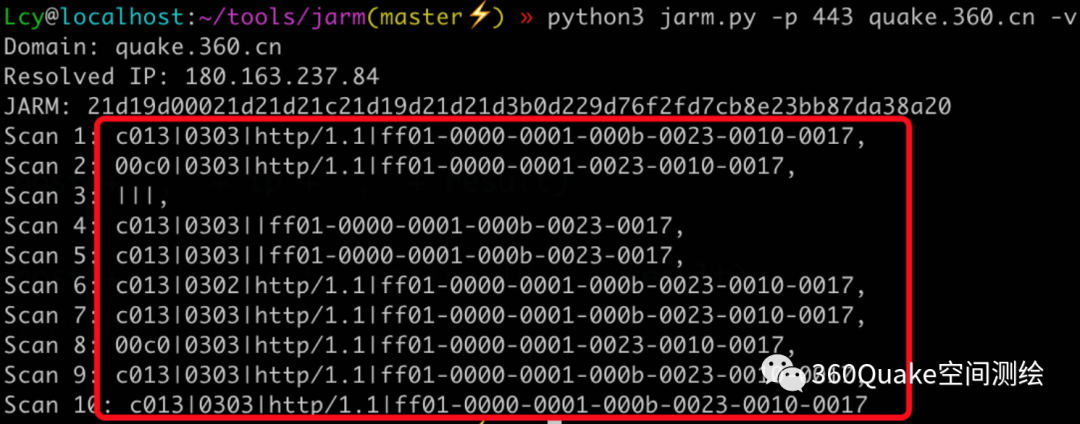 Lcy@localhost:~/tools/jarm(master⚡) » python3 jarm.py -p 443 quake.360.cn -v
Domain: quake.360.cn
Resolved IP: 180.163.237.84
JARM: 21d19d00021d21d21c21d19d21d21d3b0d229d76f2fd7cb8e23bb87da38a20
Scan 1: c013|0303|http/1.1|ff01-0000-0001-000b-0023-0010-0017,
Scan 2: 00c0|0303|http/1.1|ff01-0000-0001-0023-0010-0017,
Scan 3: |||,
Scan 4: c013|0303||ff01-0000-0001-000b-0023-0017,
Scan 5: c013|0303||ff01-0000-0001-000b-0023-0017,
Scan 6: c013|0302|http/1.1|ff01-0000-0001-000b-0023-0010-0017,
Scan 7: c013|0303|http/1.1|ff01-0000-0001-000b-0023-0010-0017,
Scan 8: 00c0|0303|http/1.1|ff01-0000-0001-0023-0010-0017,
Scan 9: c013|0303|http/1.1|ff01-0000-0001-000b-0023-00
360Quake空间测绘
Scan 10: c013|0303|http/1.1|ff01-0000-0001-000b-0023-0010-0017